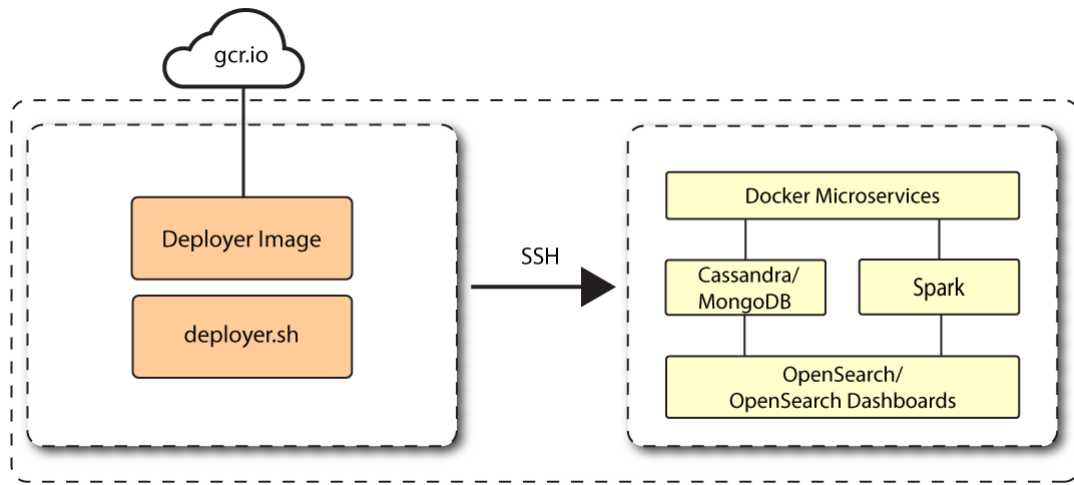 gcr.io
Deployer Image
deployer.sh
SSH
Docker Microservices
Cassandra/
MongoDB
Spark
OpenSearch/
OpenSearch Dashboards